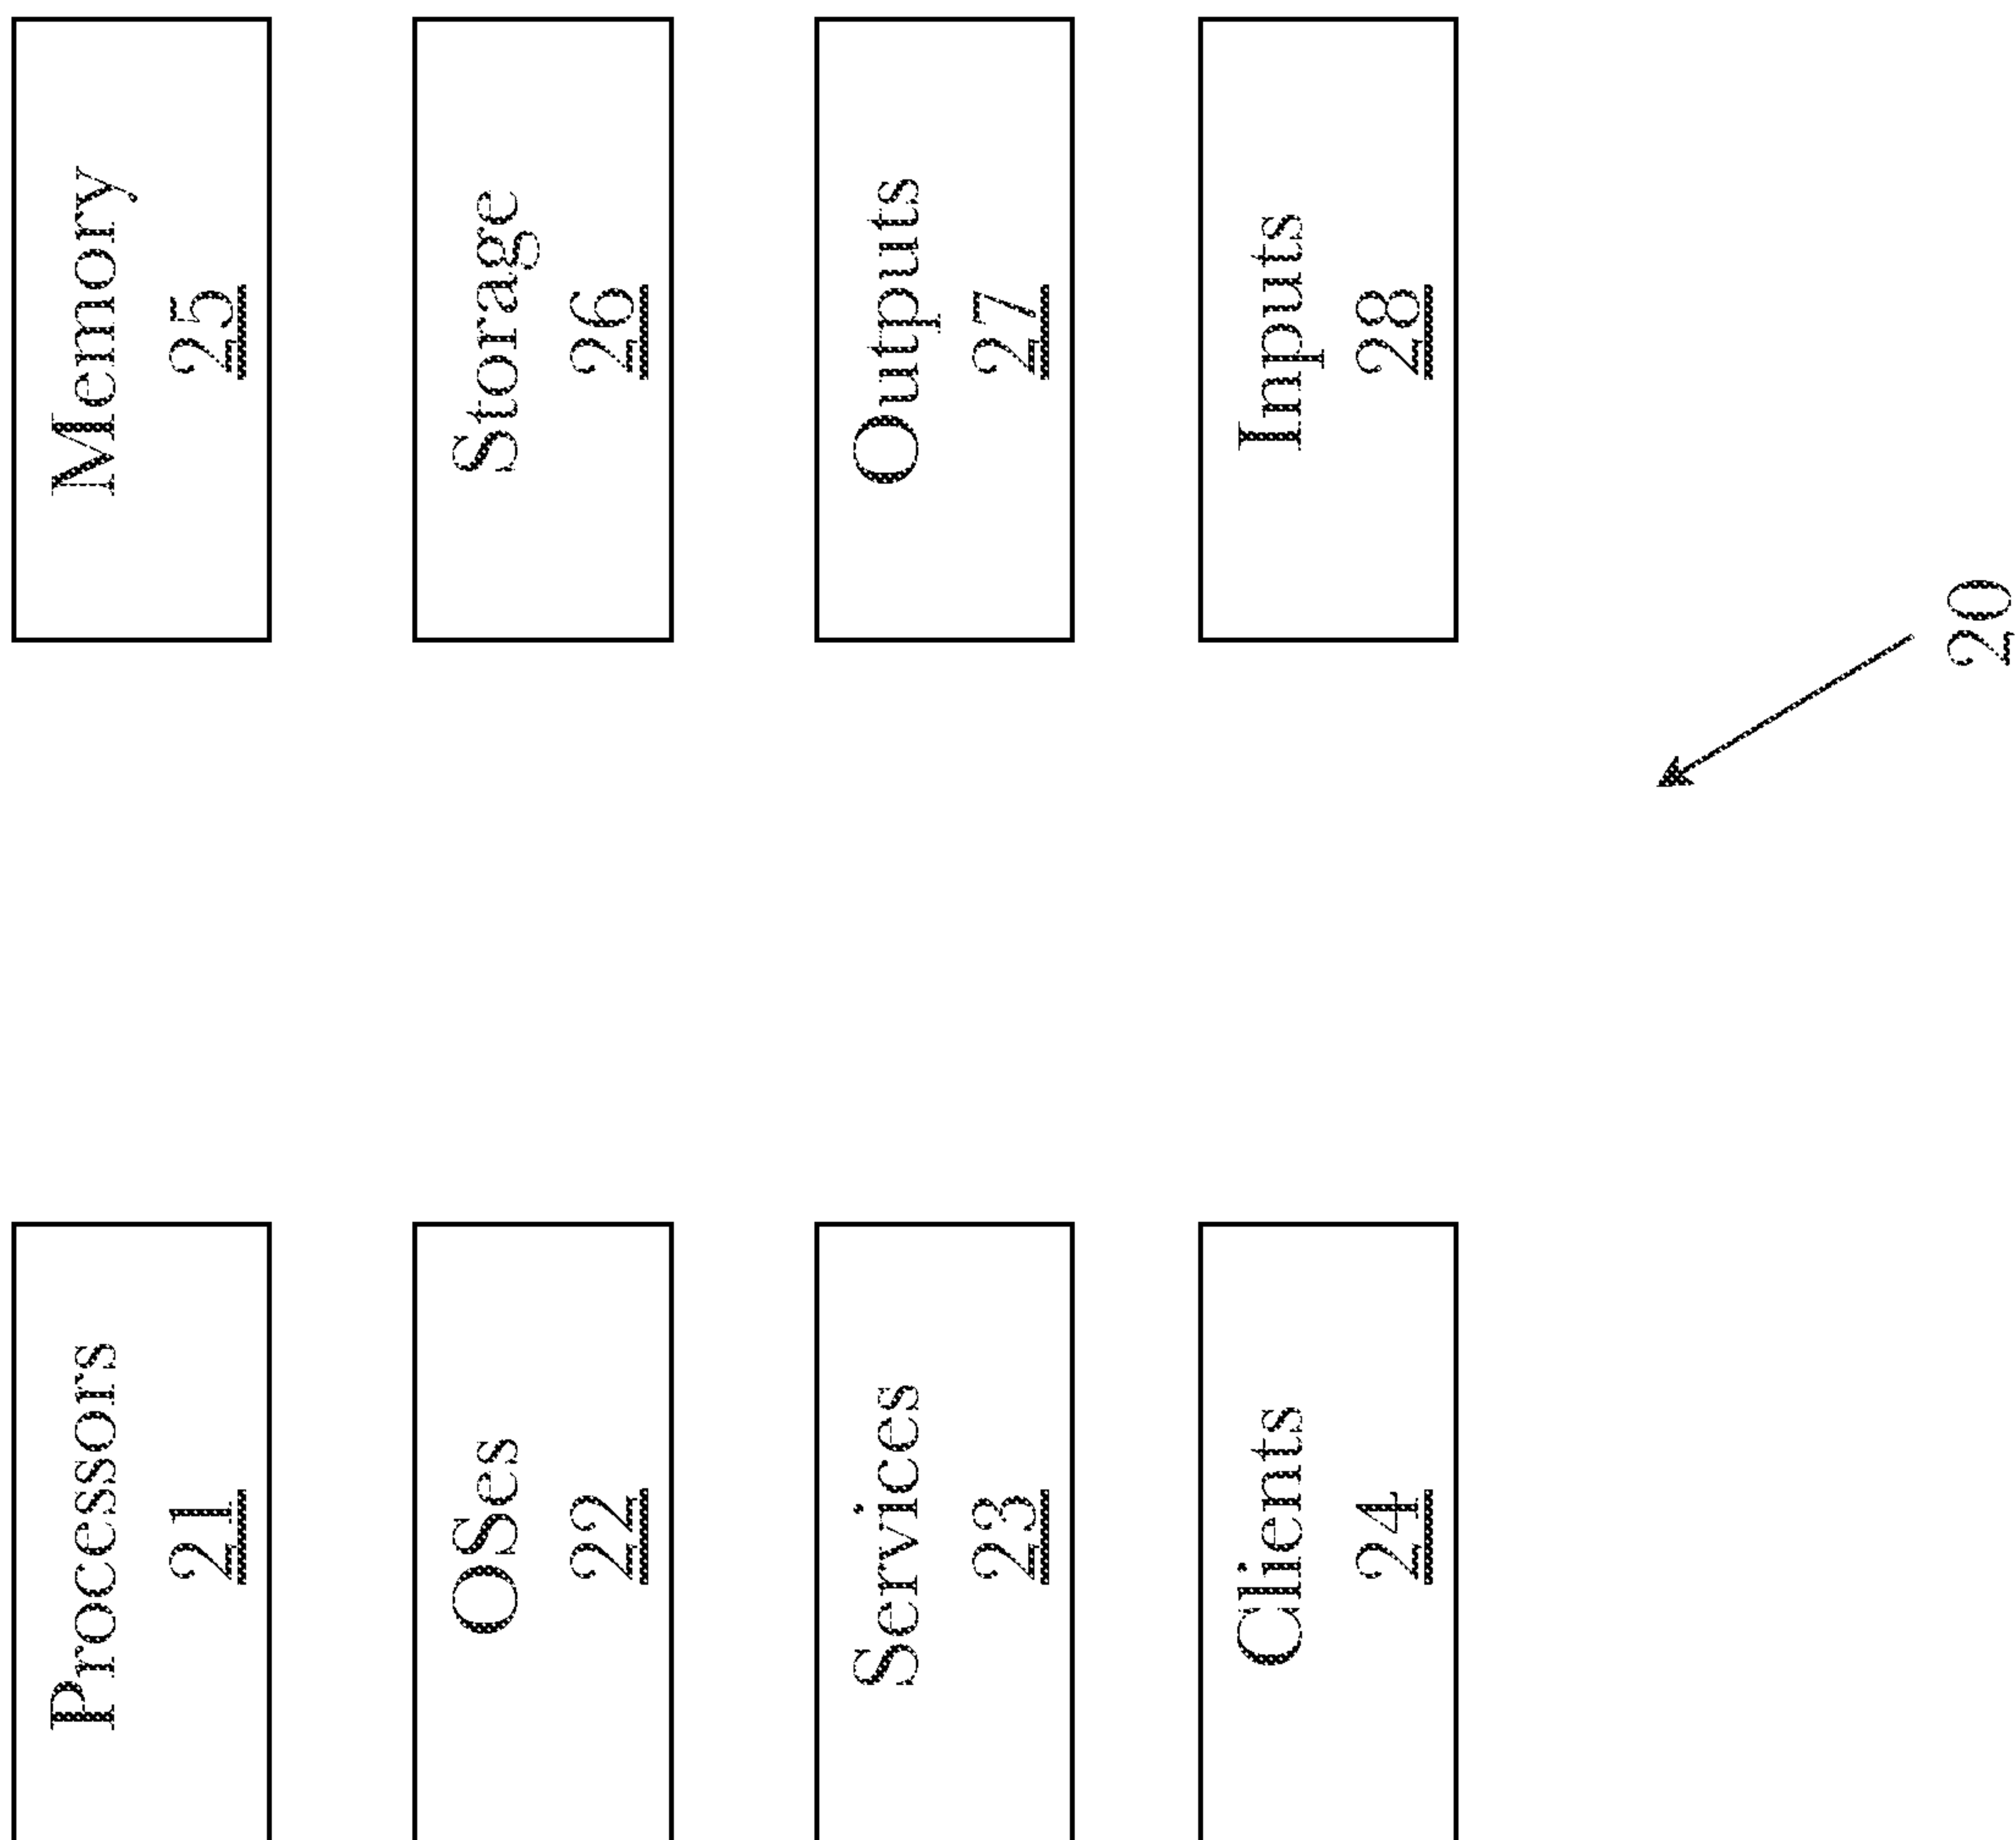 Processors
21
Memory
25
OSes
22
Storage
26
Services
23
Outputs
27
Clients
24
Inputs
28
20